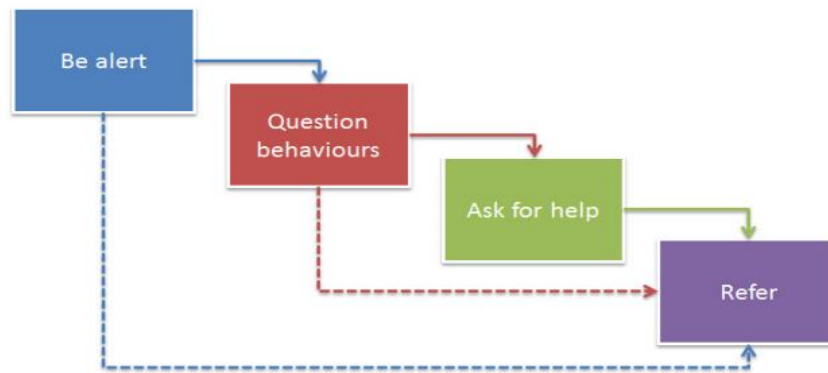 Be alert
Question
behaviours
Ask for help
Refer